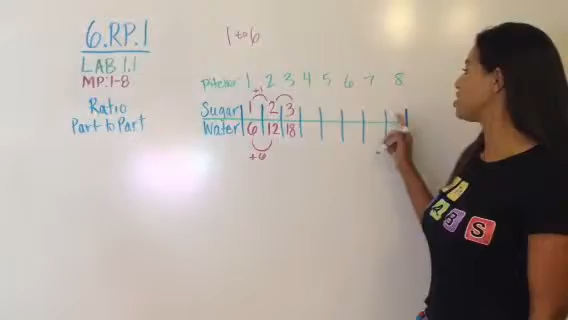 6.RP.1
LAB 1.1
MP: 1-8
Ratio
Part to Part
1 to 6
Pitcher 1 2 3 4 5 6 7 8
+1
Sugar 1 2 3
Water 6 12 18
+6
ABS